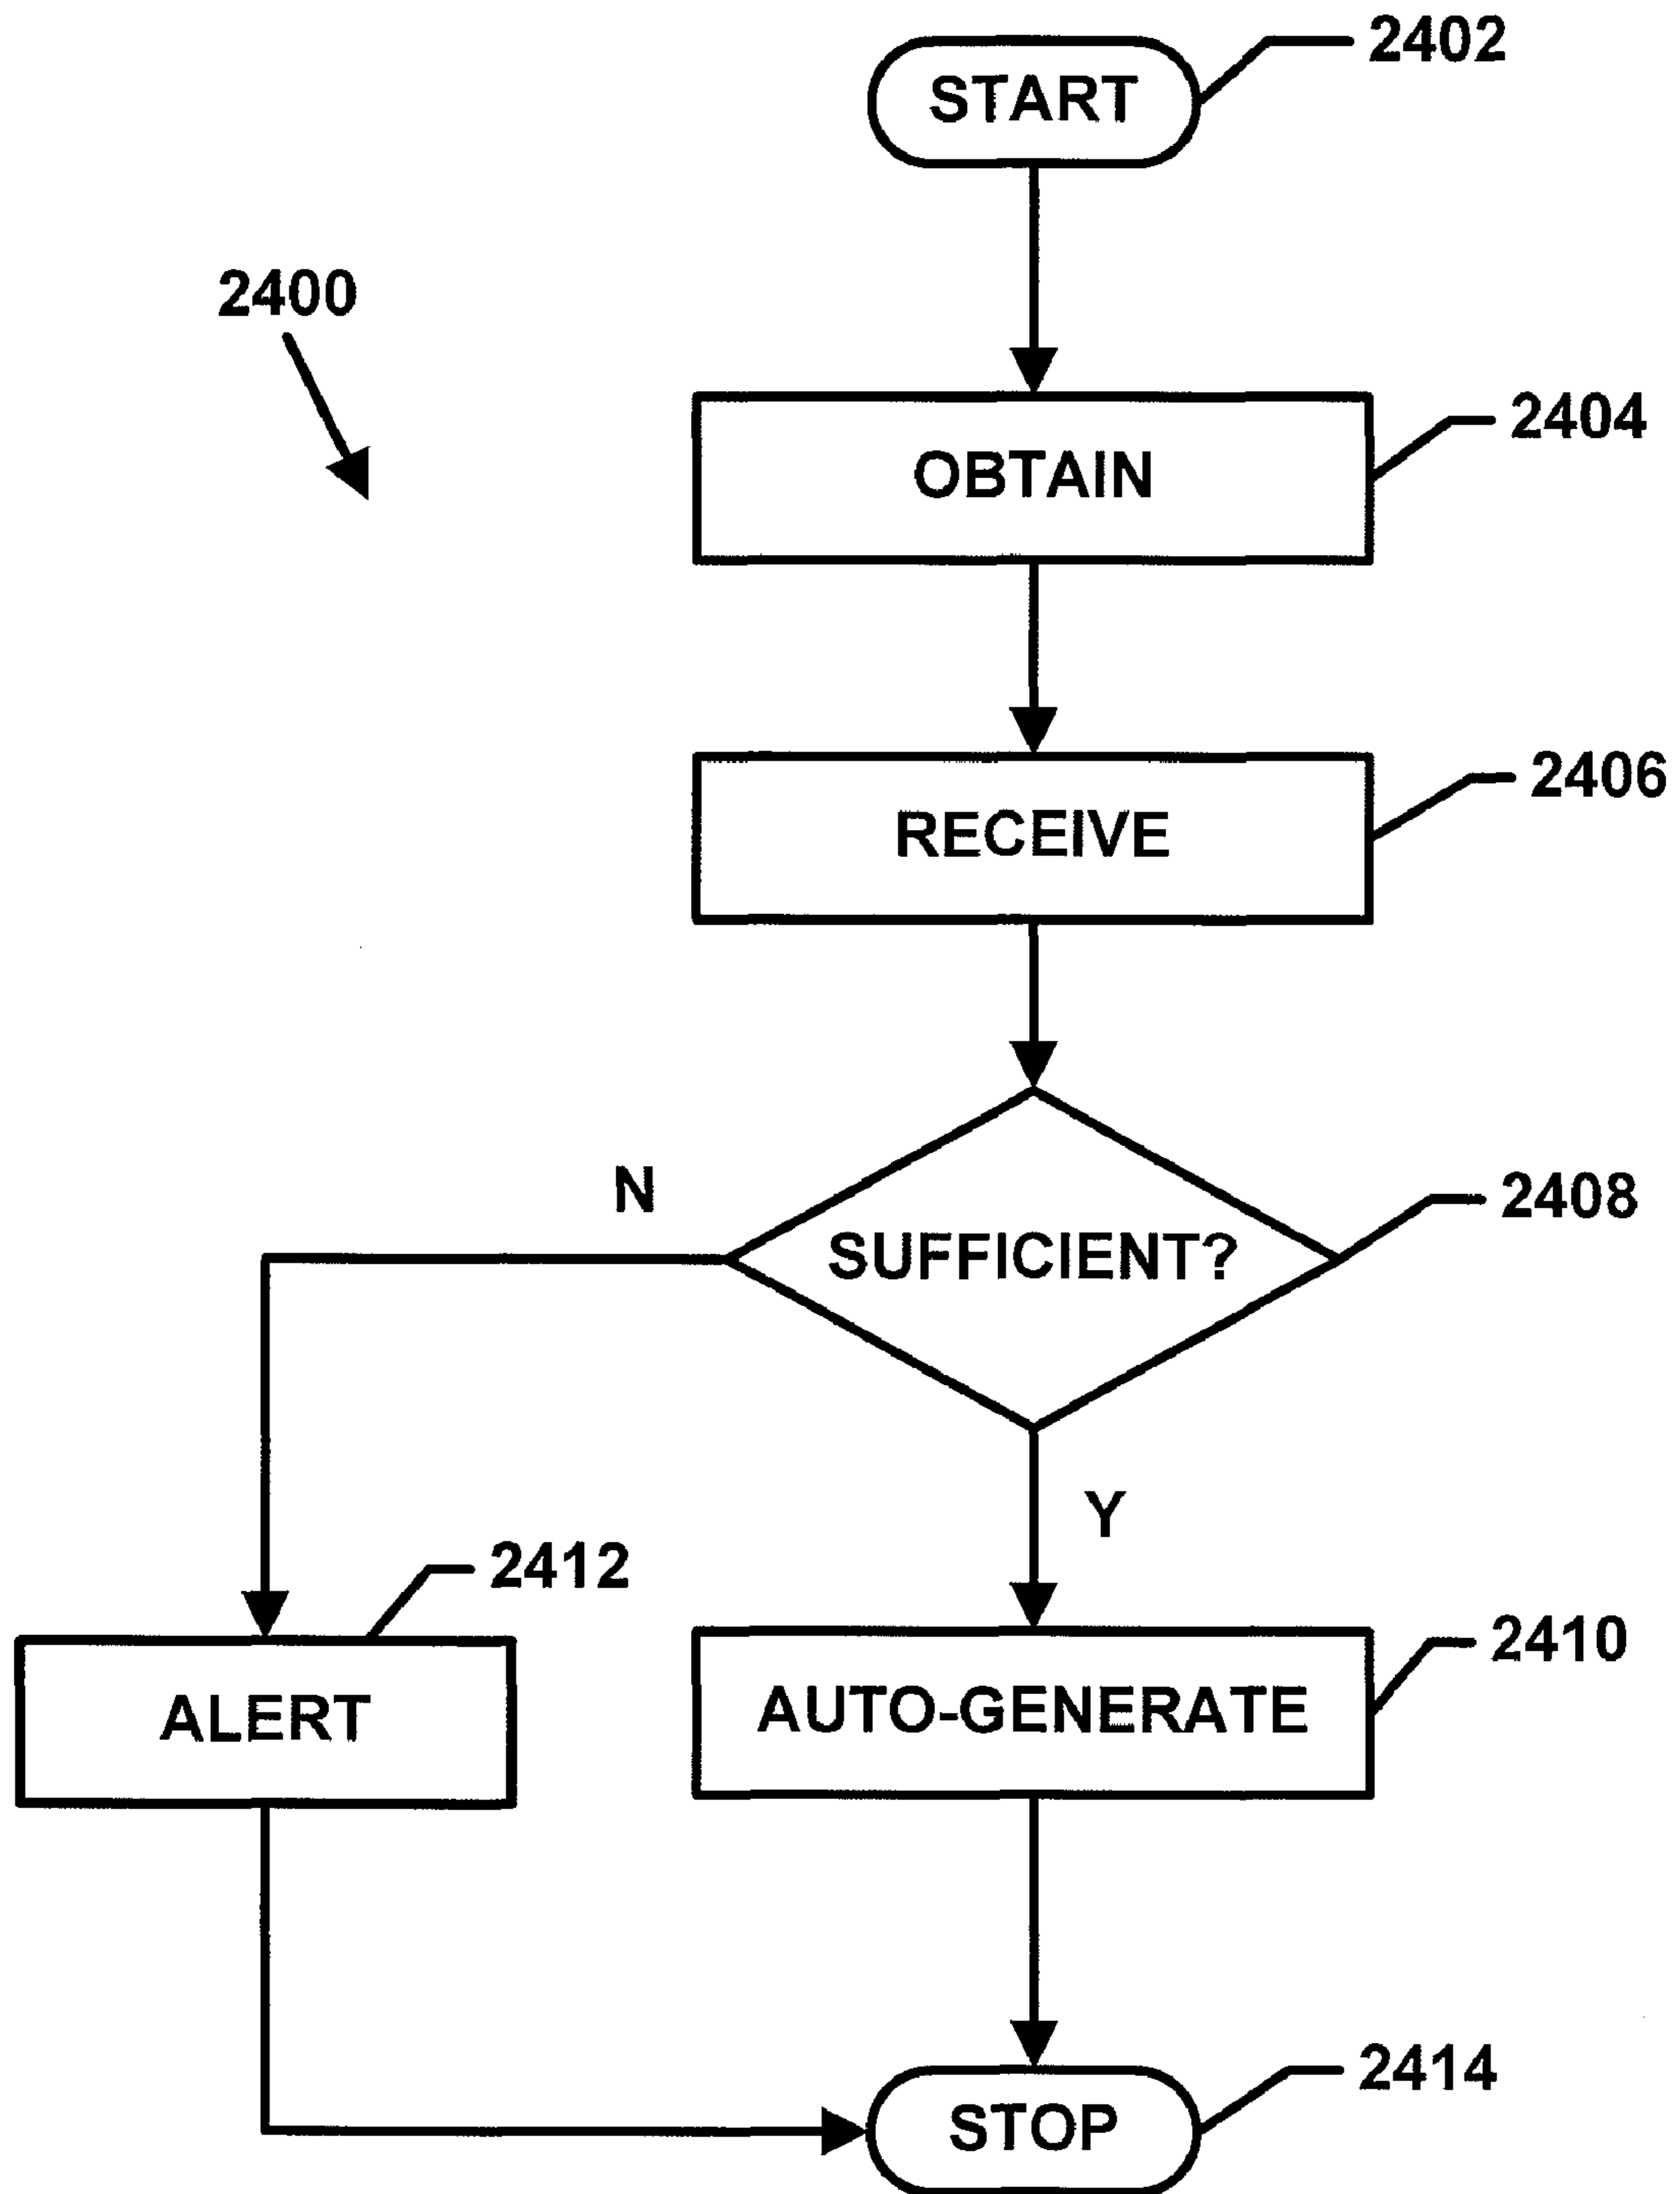 2402
START
2400
2404
OBTAIN
2406
RECEIVE
N
2408
SUFFICIENT?
Y
2412
2410
ALERT
AUTO-GENERATE
2414
STOP